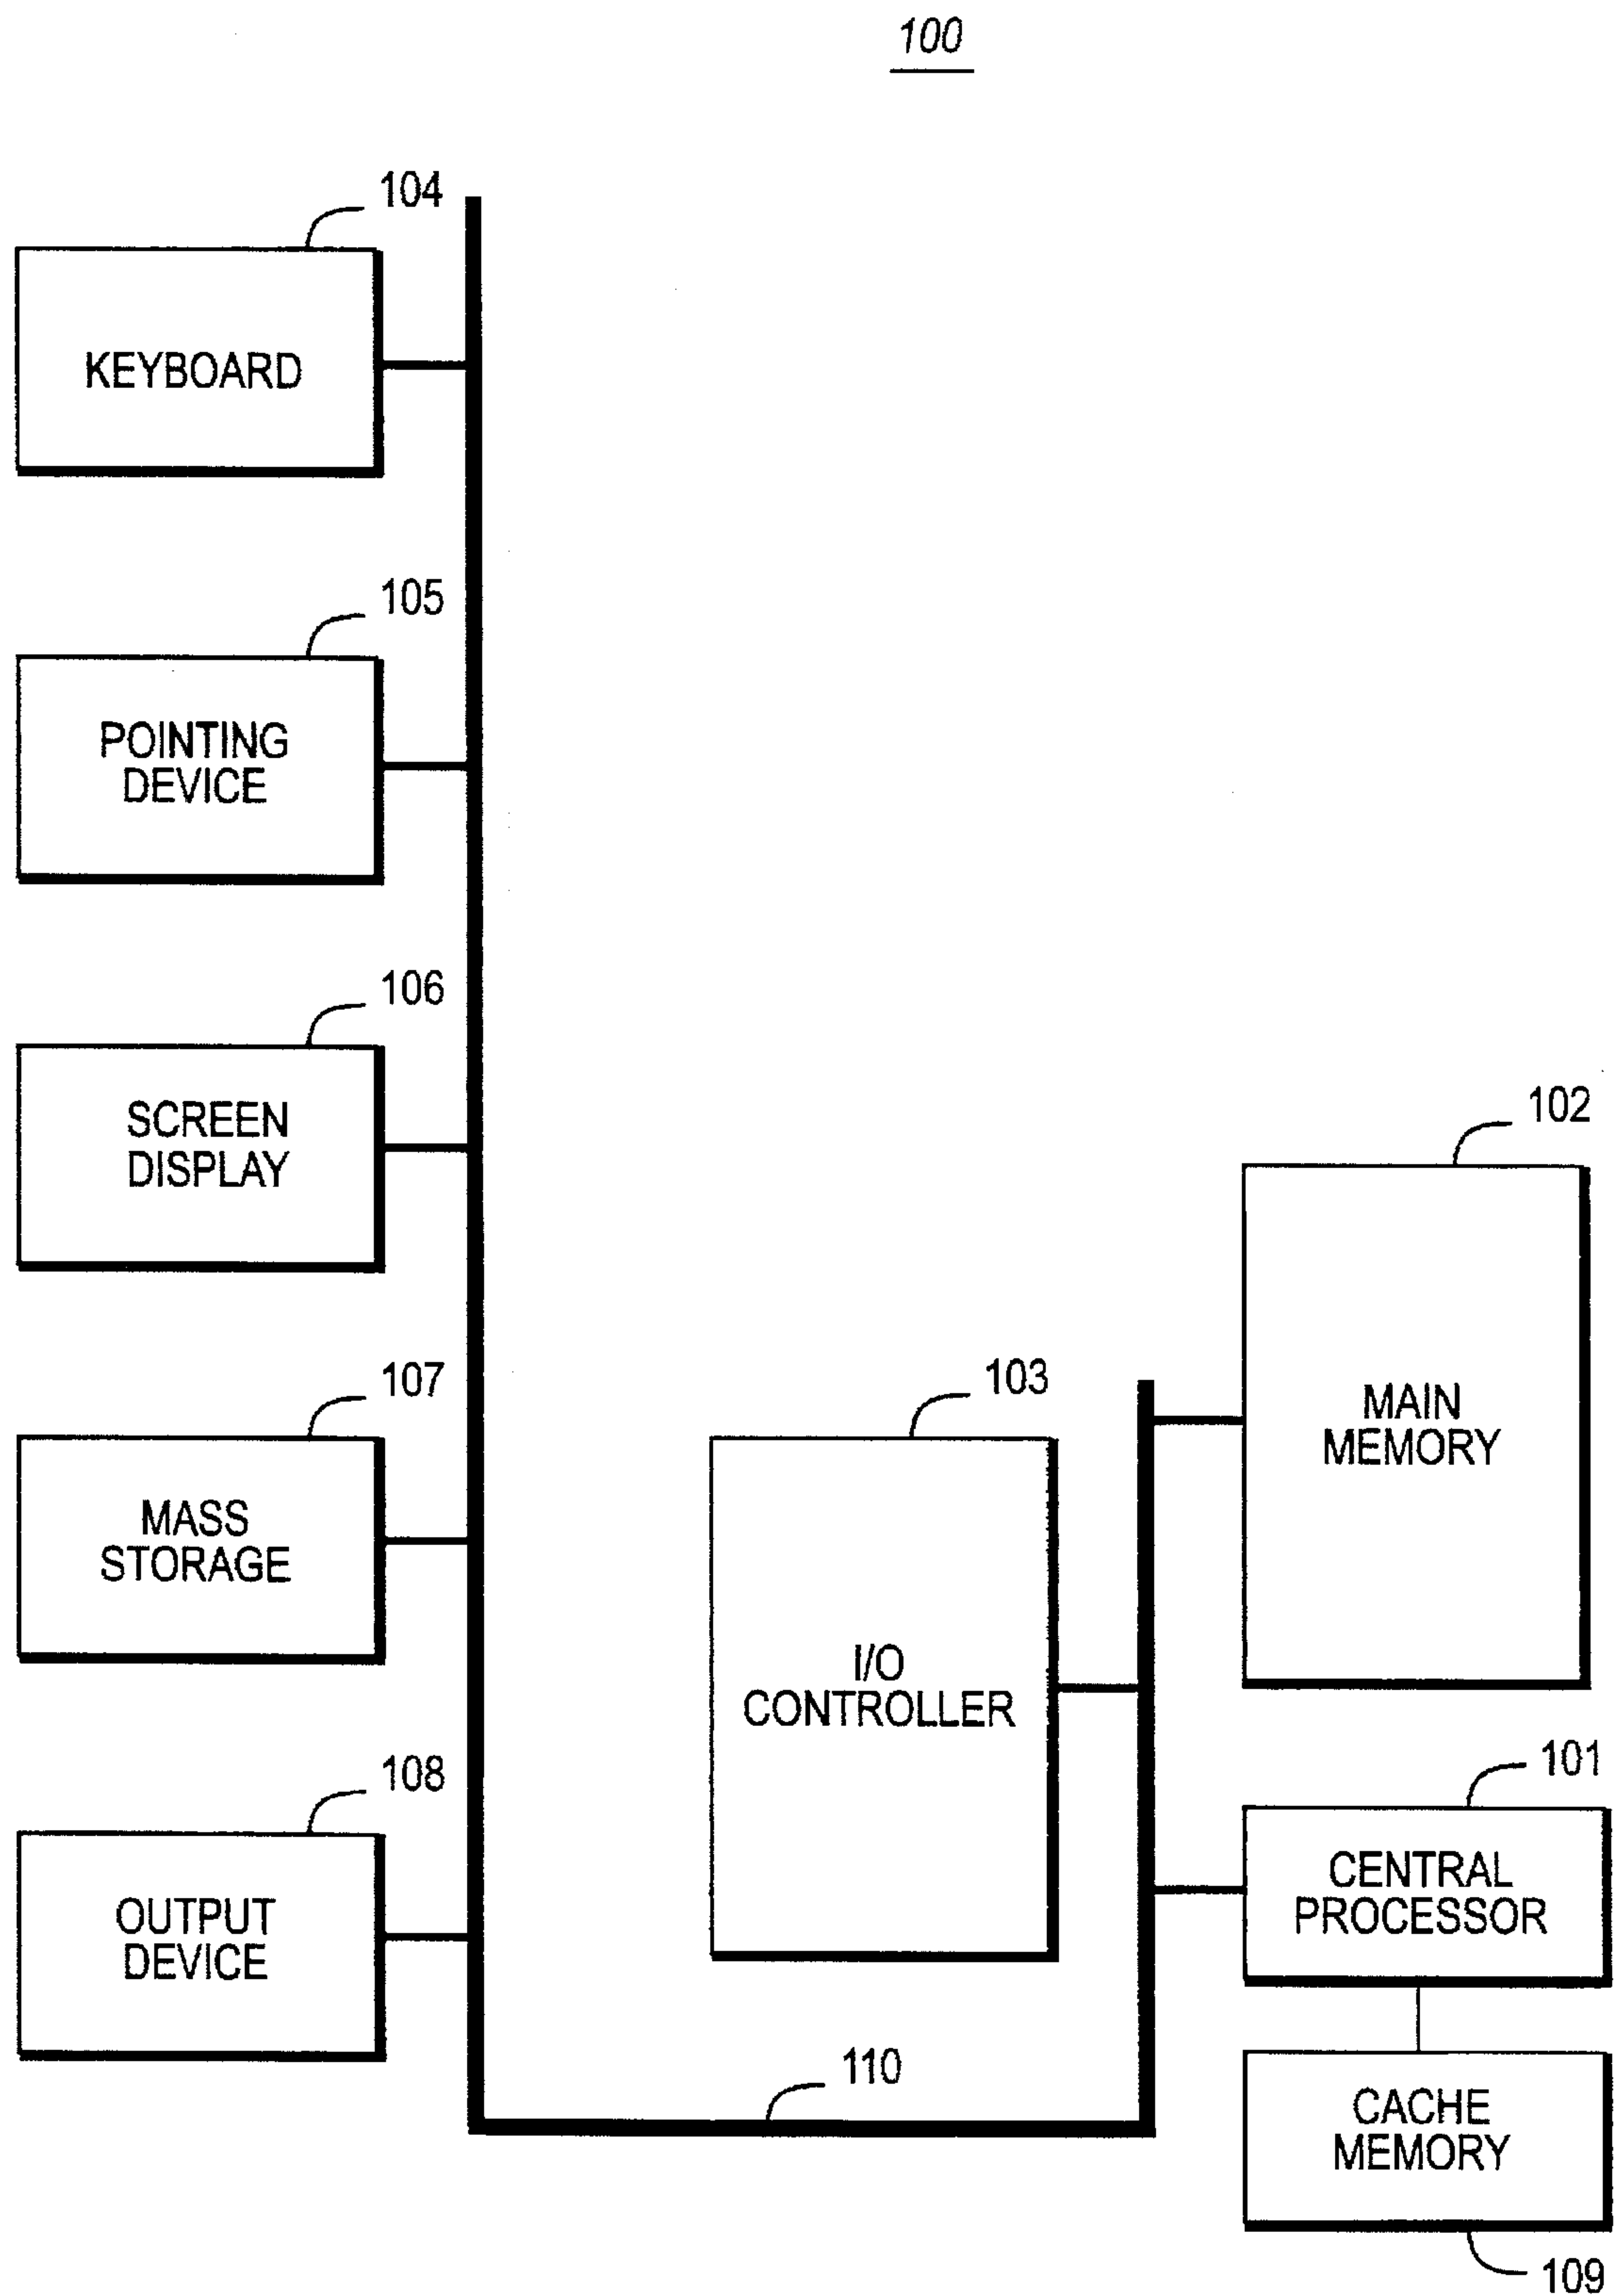 100
104
KEYBOARD
105
POINTING
DEVICE
106
SCREEN
DISPLAY
107
MASS
STORAGE
108
OUTPUT
DEVICE
103
I/O
CONTROLLER
102
MAIN
MEMORY
101
CENTRAL
PROCESSOR
CACHE
MEMORY
109
110